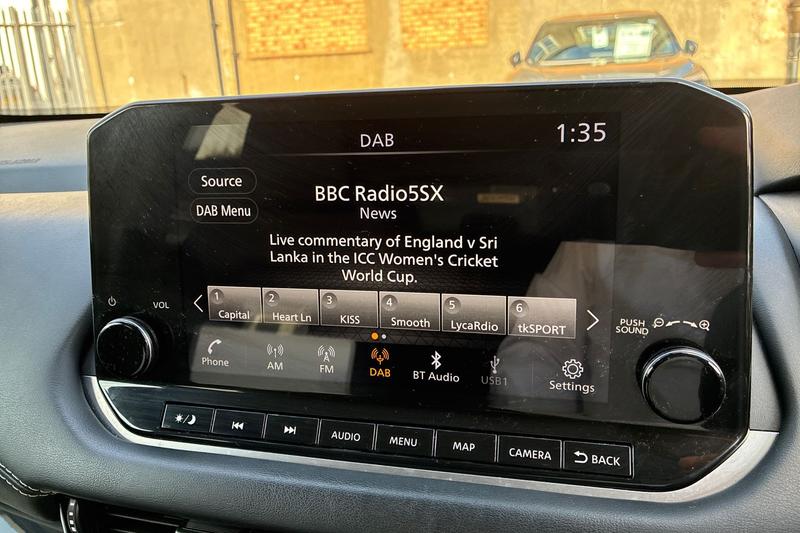 DAB
1:35
Source
DAB Menu
BBC Radio5SX
News
Live commentary of England v Sri
Lanka in the ICC Women's Cricket
World Cup.
1 Capital
2 Heart Ln
3 KISS
4 Smooth
5 LycaRdio
6 tkSPORT
VOL
PUSH
SOUND
Phone
AM
FM
DAB
BT Audio
USB1
Settings
AUDIO
MENU
MAP
CAMERA
BACK